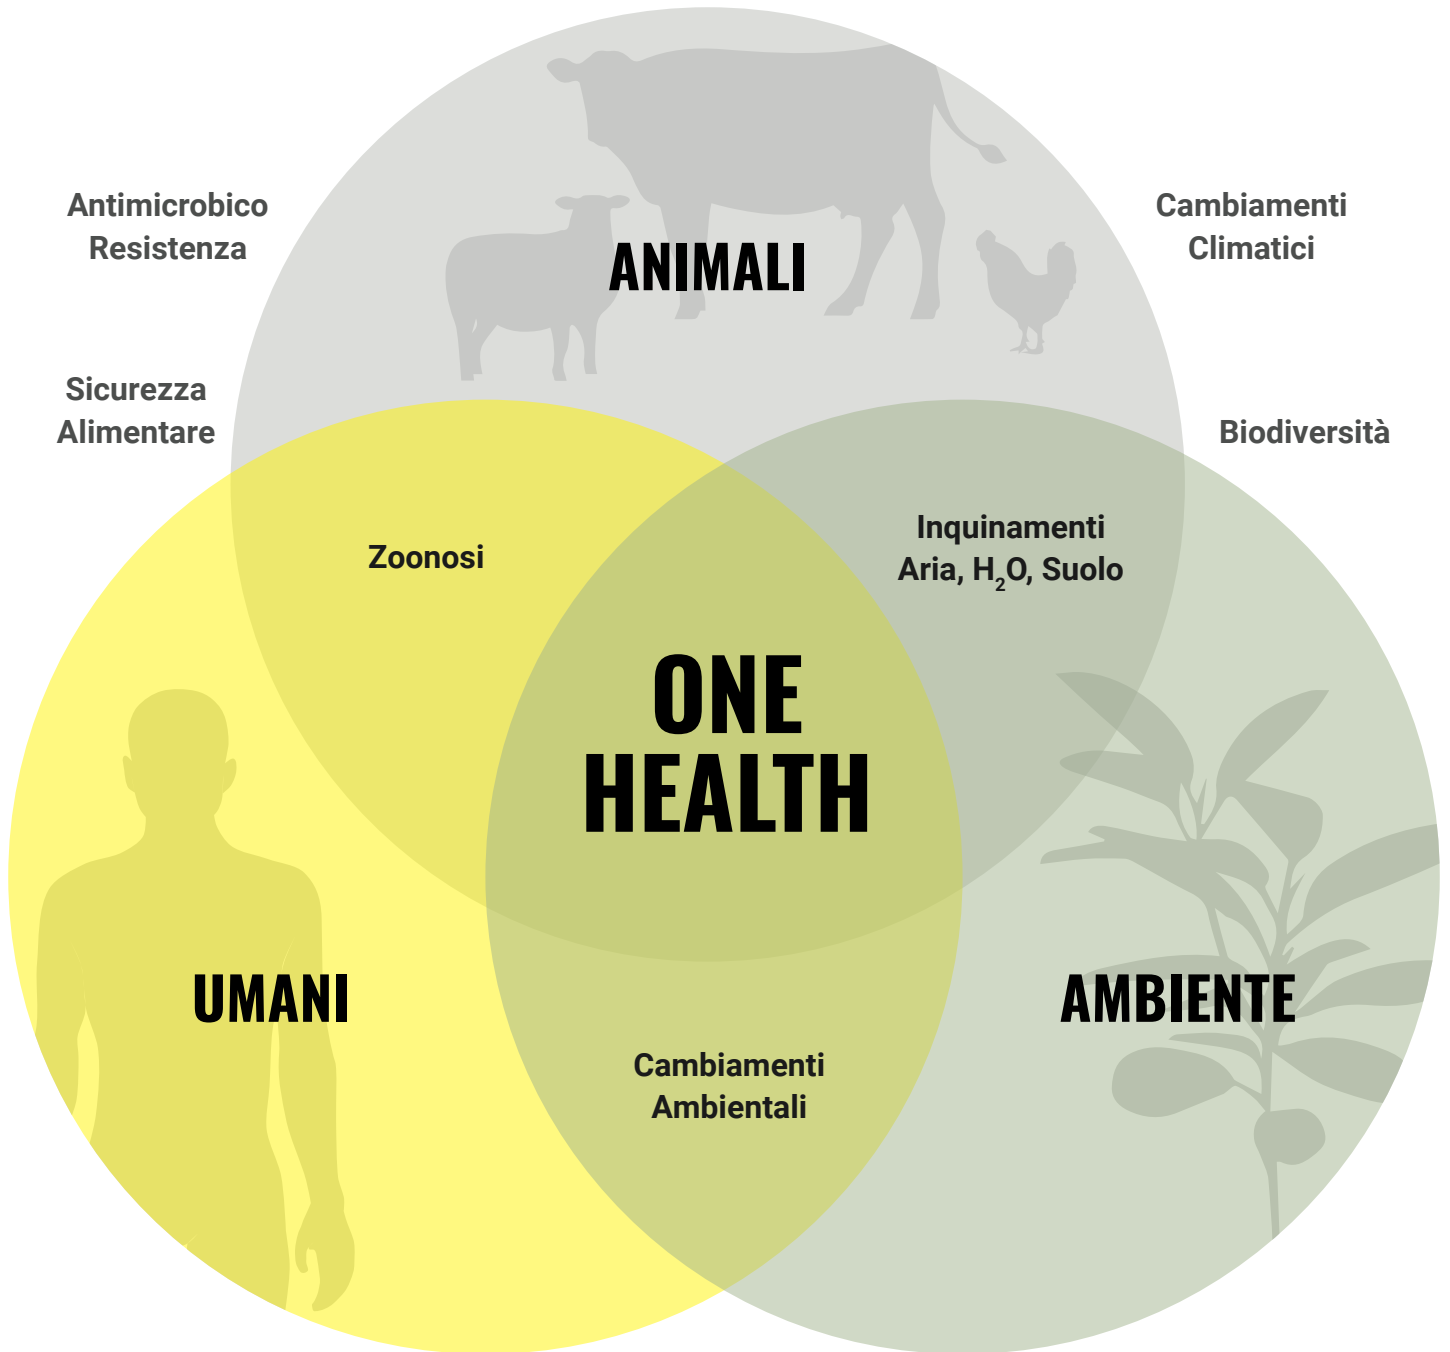 Antimicrobico
Resistenza
ANIMALI
Cambiamenti
Climatici
Sicurezza
Alimentare
Biodiversità
Zoonosi
Inquinamenti
Aria, H₂O, Suolo
ONE
HEALTH
UMANI
AMBIENTE
Cambiamenti
Ambientali